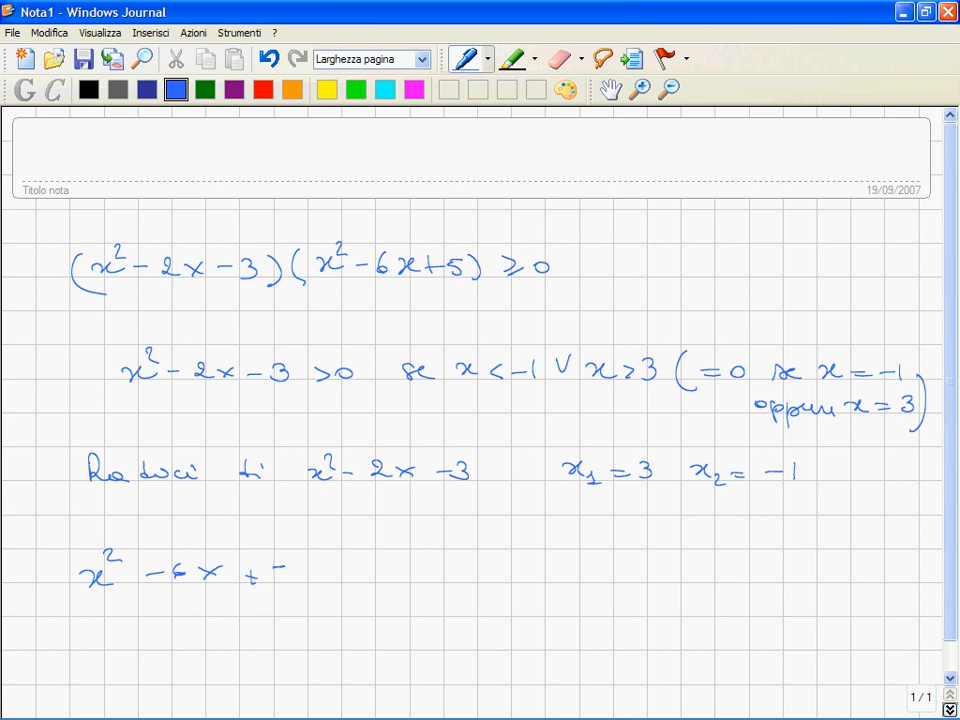 Nota1 - Windows Journal
File Modifica Visualizza Inserisci Azioni Strumenti ?
Larghezza pagina
G C
Titolo nota 19/09/2007
(x² - 2x - 3)(x² - 6x + 5) ≥ 0
x² - 2x - 3 > 0 se x < -1 V x > 3 (= 0 se x = -1
oppure x = 3)
Radici di x² - 2x - 3 x₁ = 3 x₂ = -1
x² - 6x +
1 / 1